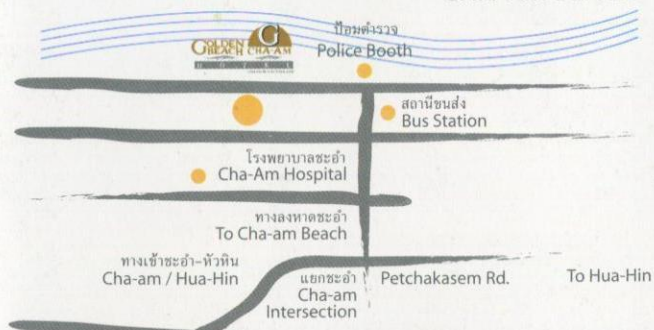 GOLDEN BEACH CHA-AM
HOTEL
ป้อมตำรวจ
Police Booth
สถานีขนส่ง
Bus Station
โรงพยาบาลชะอำ
Cha-Am Hospital
ทางลงหาดชะอำ
To Cha-am Beach
ทางเข้าชะอำ-หัวหิน
Cha-am / Hua-Hin
แยกชะอำ
Cha-am
Intersection
Petchakasem Rd.
To Hua-Hin